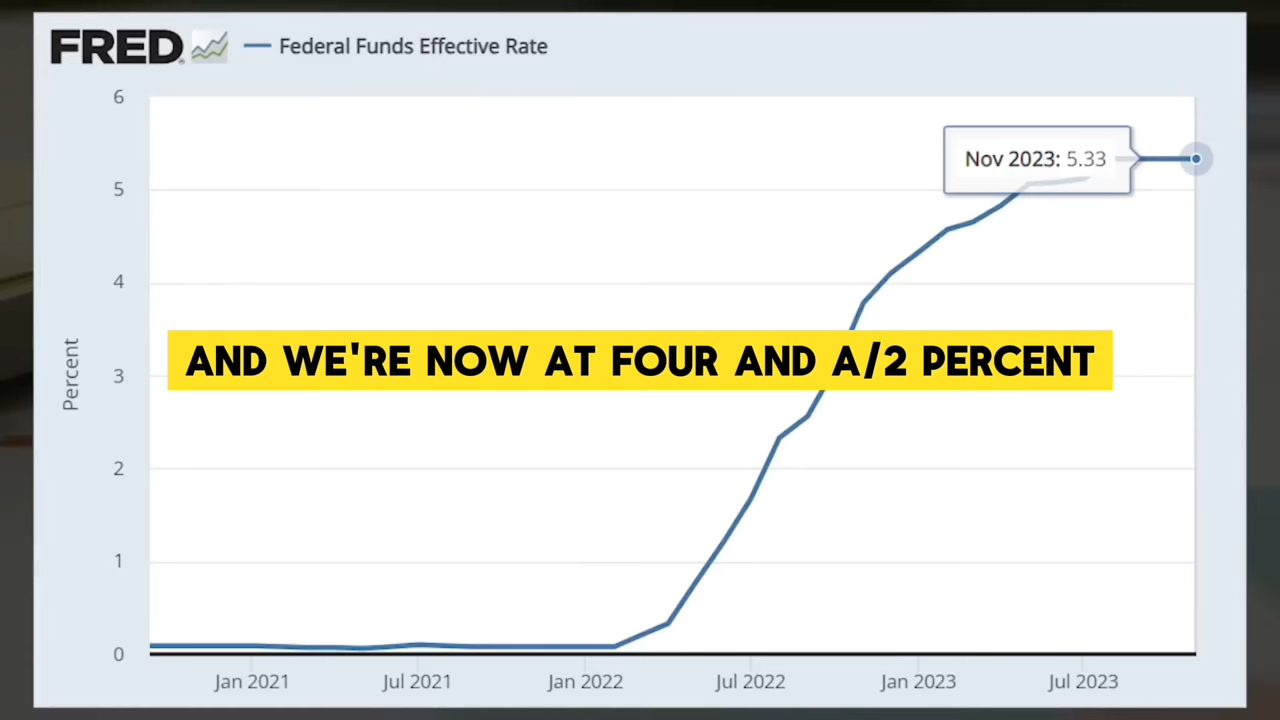 FRED Federal Funds Effective Rate
6
5
4
3
2
1
0
Percent
Nov 2023: 5.33
AND WE'RE NOW AT FOUR AND A/2 PERCENT
Jan 2021 Jul 2021 Jan 2022 Jul 2022 Jan 2023 Jul 2023